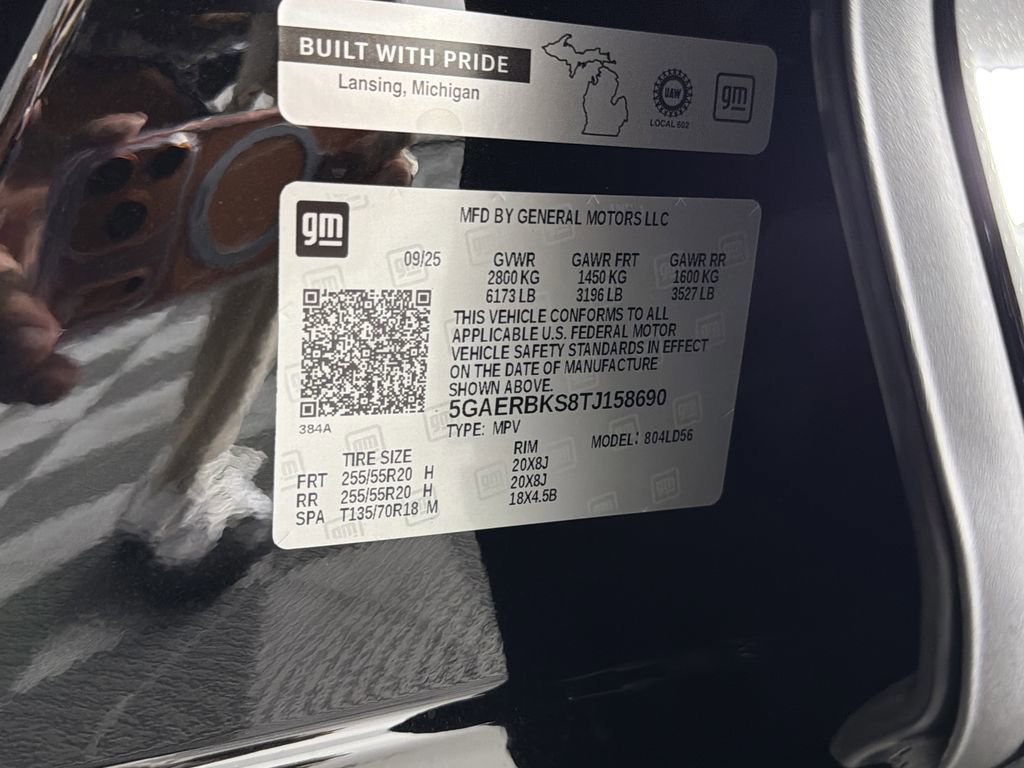 BUILT WITH PRIDE
Lansing, Michigan
UAW
LOCAL 602
gm
gm
MFD BY GENERAL MOTORS LLC
09/25
GVWR GAWR FRT GAWR RR
2800 KG 1450 KG 1600 KG
6173 LB 3196 LB 3527 LB
THIS VEHICLE CONFORMS TO ALL
APPLICABLE U.S. FEDERAL MOTOR
VEHICLE SAFETY STANDARDS IN EFFECT
ON THE DATE OF MANUFACTURE
SHOWN ABOVE.
5GAERBKS8TJ158690
384A
TYPE: MPV MODEL: 804LD56
TIRE SIZE RIM
FRT 255/55R20 H 20X8J
RR 255/55R20 H 20X8J
SPA T135/70R18 M 18X4.5B